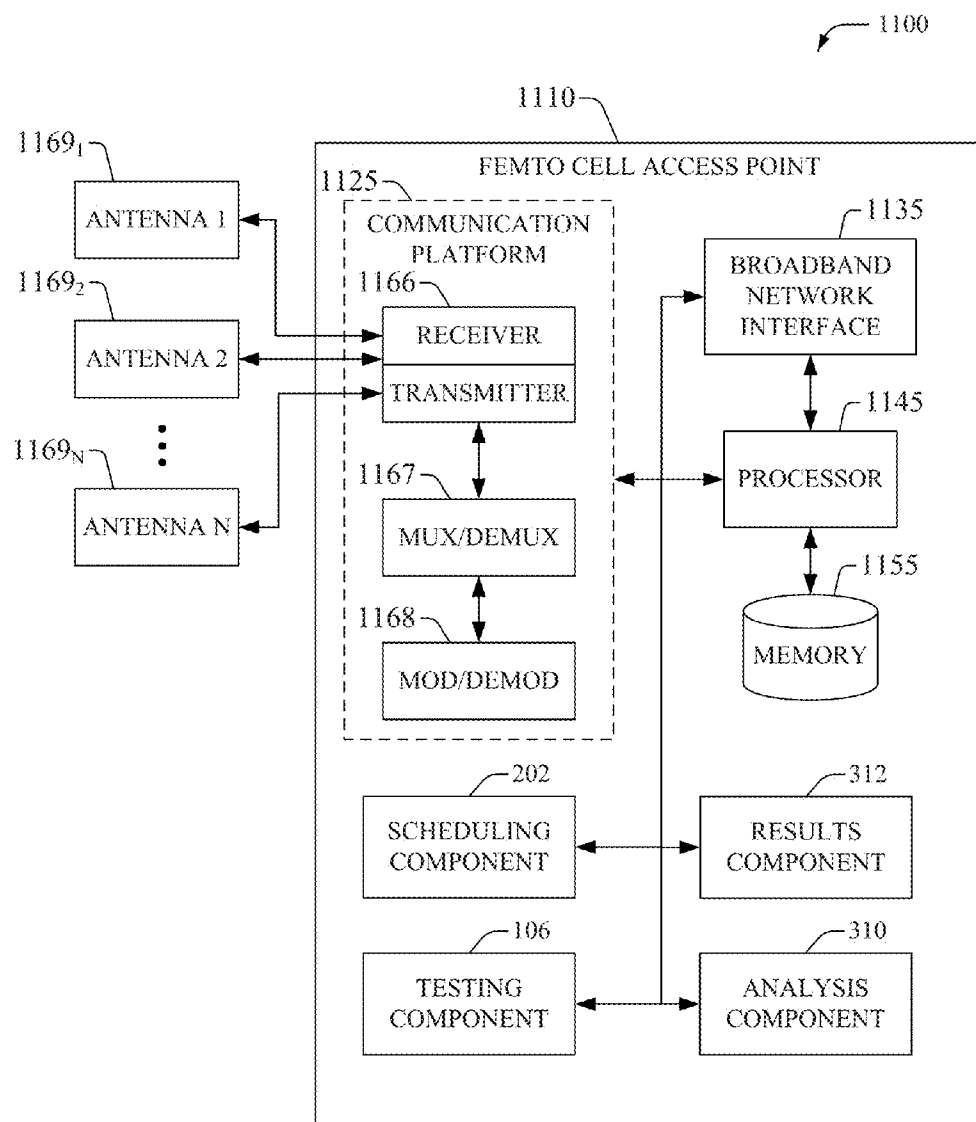 1100
1110
1169₁
FEMTO CELL ACCESS POINT
1125
1135
ANTENNA 1
COMMUNICATION
PLATFORM
BROADBAND
NETWORK
INTERFACE
1169₂
1166
RECEIVER
ANTENNA 2
TRANSMITTER
1145
1169N
1167
PROCESSOR
ANTENNA N
MUX/DEMUX
1155
1168
MEMORY
MOD/DEMOD
202
312
SCHEDULING
COMPONENT
RESULTS
COMPONENT
106
310
TESTING
COMPONENT
ANALYSIS
COMPONENT